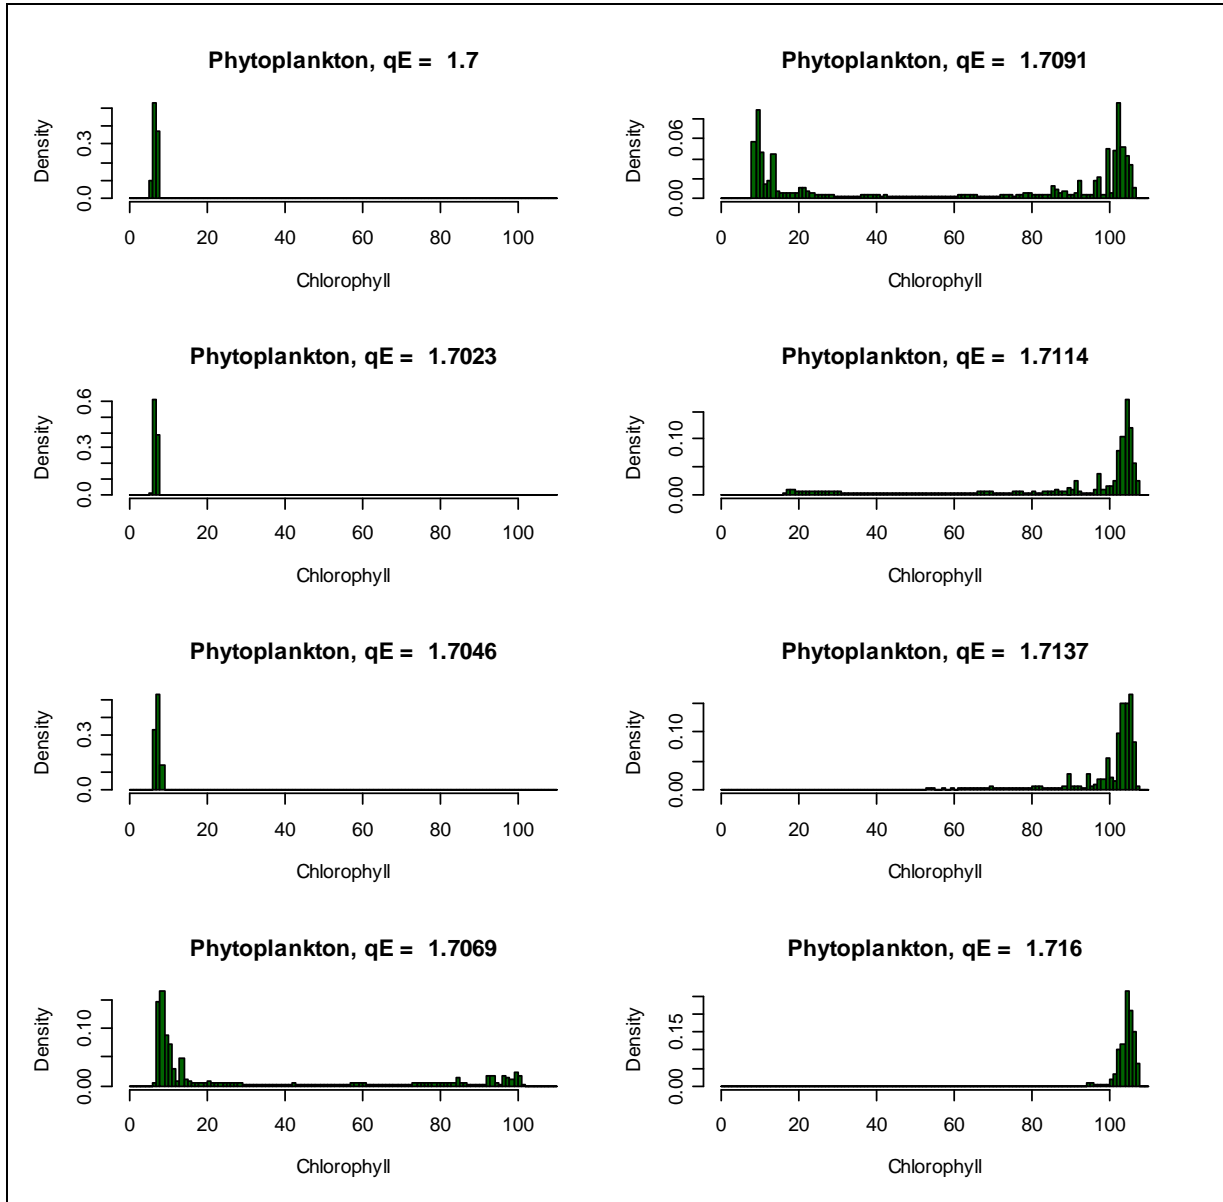 Phytoplankton, qE = 1.7
Density
0.0 0.3
0 20 40 60 80 100
Chlorophyll
Phytoplankton, qE = 1.7091
Density
0.00 0.06
0 20 40 60 80 100
Chlorophyll
Phytoplankton, qE = 1.7023
Density
0.0 0.3 0.6
0 20 40 60 80 100
Chlorophyll
Phytoplankton, qE = 1.7114
Density
0.00 0.10
0 20 40 60 80 100
Chlorophyll
Phytoplankton, qE = 1.7046
Density
0.0 0.3
0 20 40 60 80 100
Chlorophyll
Phytoplankton, qE = 1.7137
Density
0.00 0.10
0 20 40 60 80 100
Chlorophyll
Phytoplankton, qE = 1.7069
Density
0.00 0.10
0 20 40 60 80 100
Chlorophyll
Phytoplankton, qE = 1.716
Density
0.00 0.15
0 20 40 60 80 100
Chlorophyll